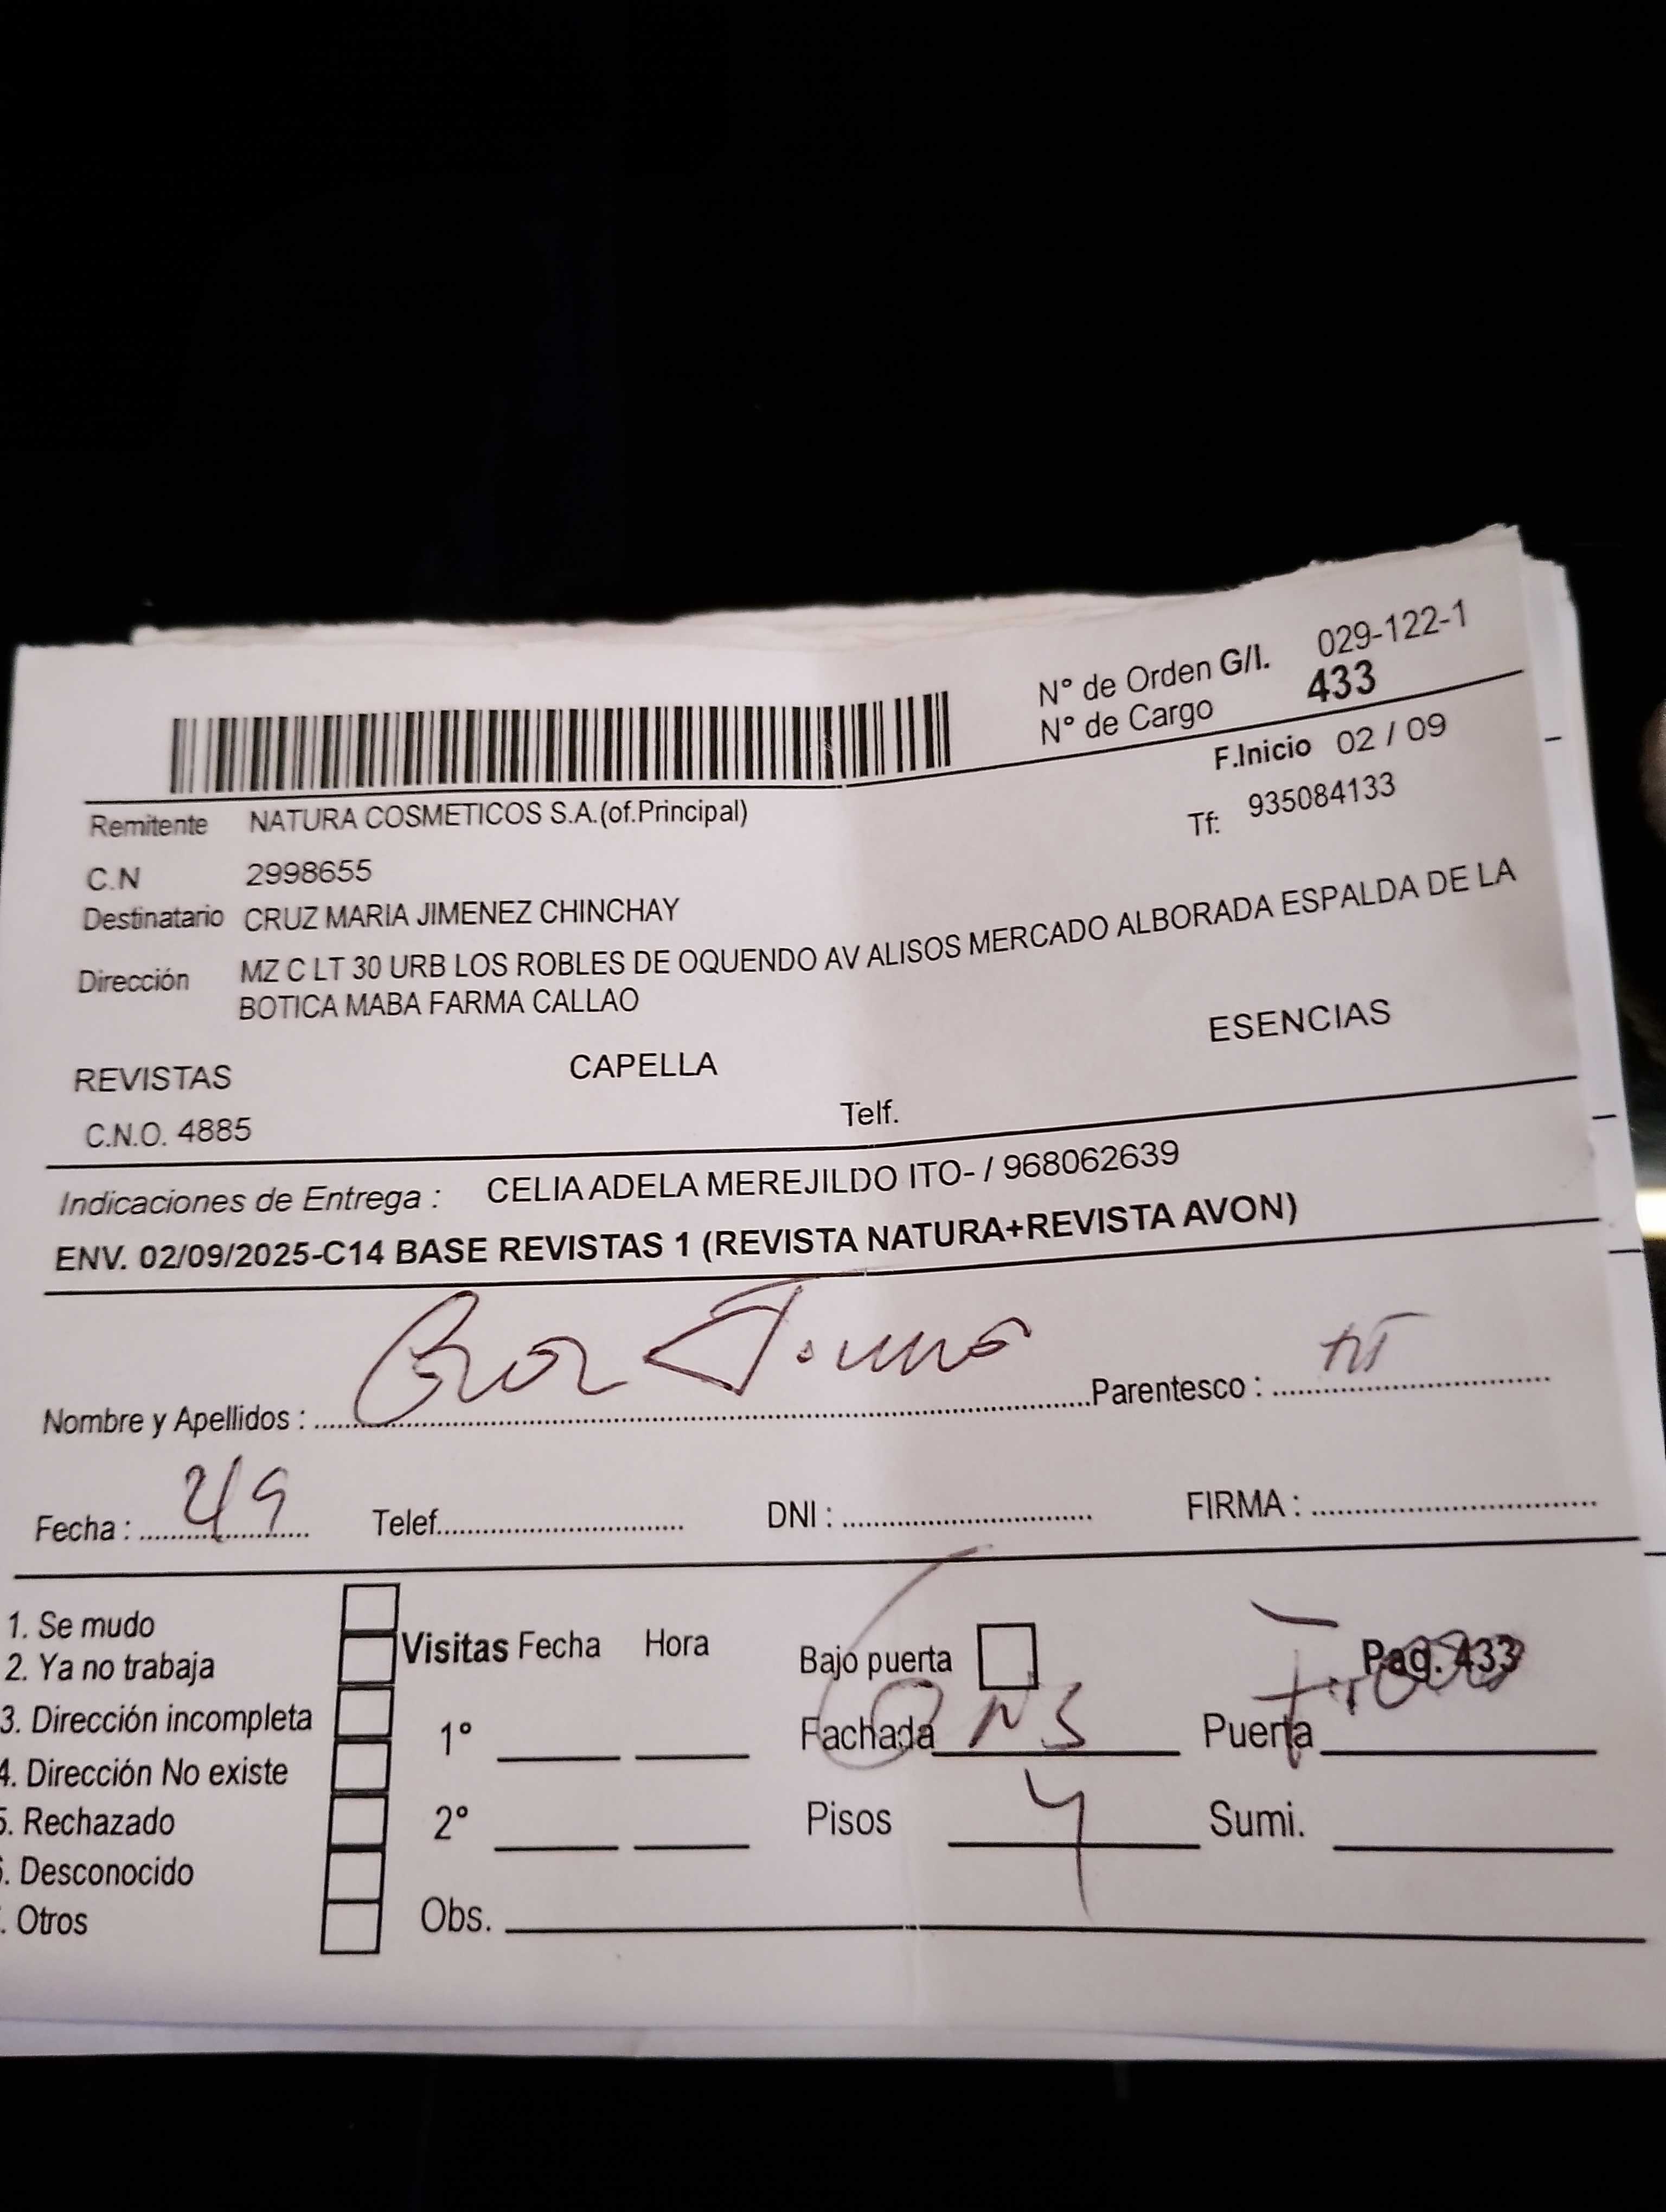 N° de Orden G/I. 029-122-1
N° de Cargo 433
F.Inicio 02 / 09
Remitente NATURA COSMETICOS S.A.(of.Principal)
Tf: 935084133
C.N 2998655
Destinatario CRUZ MARIA JIMENEZ CHINCHAY
Dirección MZ C LT 30 URB LOS ROBLES DE OQUENDO AV ALISOS MERCADO ALBORADA ESPALDA DE LA
BOTICA MABA FARMA CALLAO
REVISTAS CAPELLA ESENCIAS
C.N.O. 4885 Telf.
Indicaciones de Entrega : CELIA ADELA MEREJILDO ITO- / 968062639
ENV. 02/09/2025-C14 BASE REVISTAS 1 (REVISTA NATURA+REVISTA AVON)
Nombre y Apellidos : Parentesco :
Fecha : 2/9 Telef. DNI : FIRMA :
1. Se mudo
2. Ya no trabaja
3. Dirección incompleta
4. Dirección No existe
5. Rechazado
. Desconocido
. Otros
Visitas Fecha Hora
1°
2°
Obs.
Bajo puerta Pag. 433
Fachada Puerta
Pisos 4 Sumi.